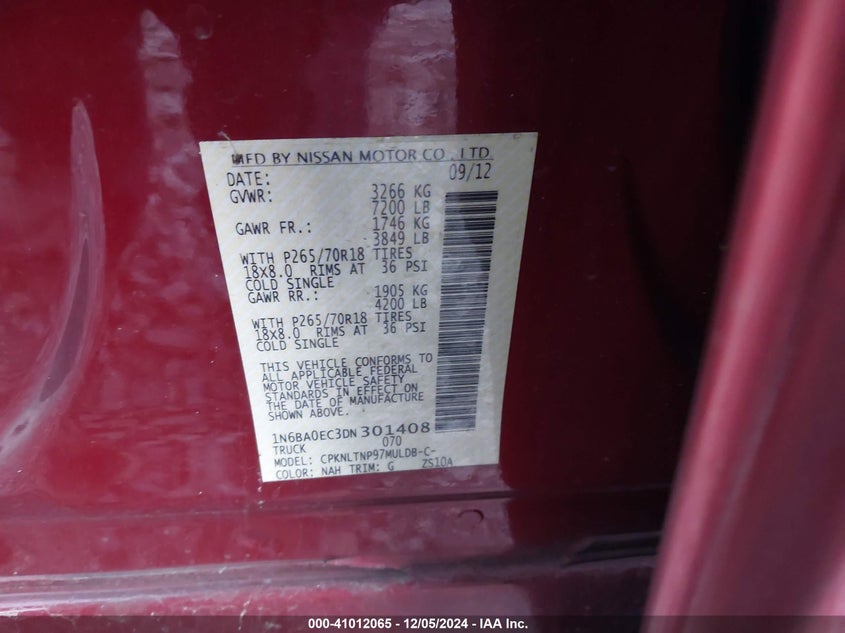 MFD BY NISSAN MOTOR CO., LTD.
DATE: 09/12
GVWR: 3266 KG
7200 LB
GAWR FR.: 1746 KG
3849 LB
WITH P265/70R18 TIRES
18x8.0 RIMS AT 36 PSI
COLD SINGLE
GAWR RR.: 1905 KG
4200 LB
WITH P265/70R18 TIRES
18x8.0 RIMS AT 36 PSI
COLD SINGLE
THIS VEHICLE CONFORMS TO
ALL APPLICABLE FEDERAL
MOTOR VEHICLE SAFETY
STANDARDS IN EFFECT ON
THE DATE OF MANUFACTURE
SHOWN ABOVE.
1N6BA0EC3DN301408
TRUCK 070
MODEL: CPKNLTNP97MULDB-C-
COLOR: NAH TRIM: G ZS10A
000-41012065 - 12/05/2024 - IAA Inc.